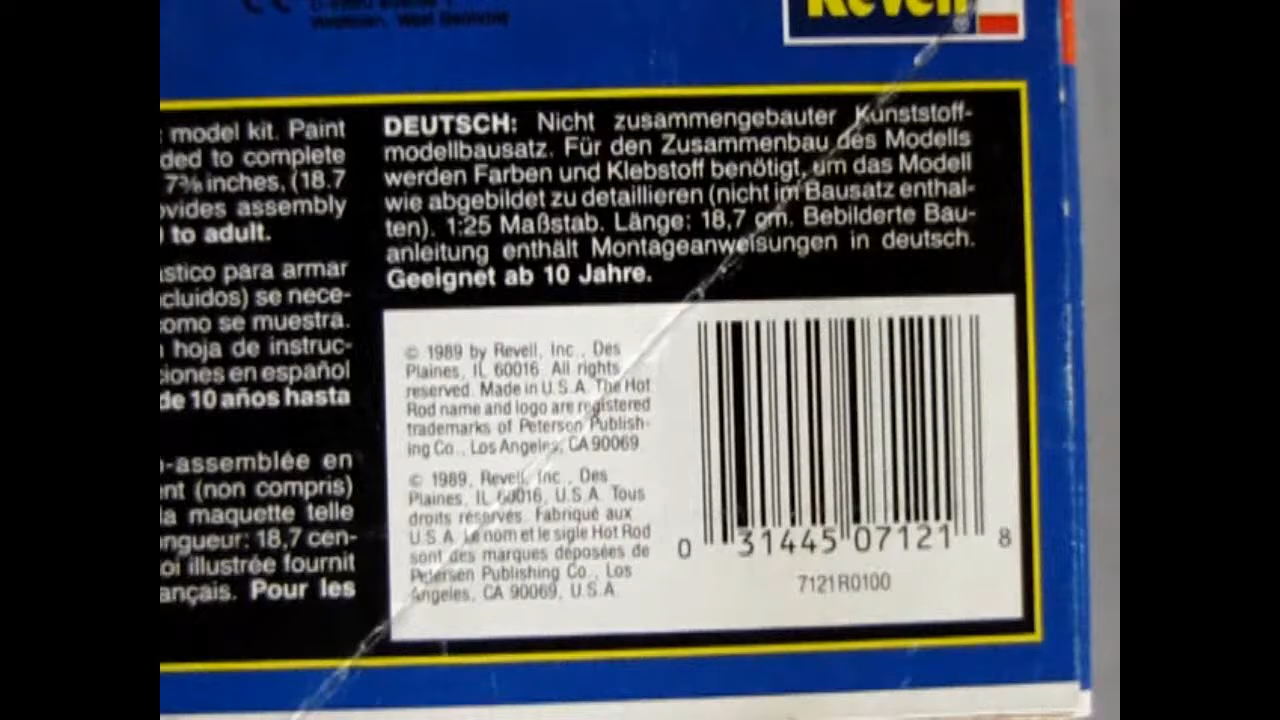 Revell
model kit. Paint
ded to complete
7⅜ inches, (18.7
ovides assembly
to adult.
ástico para armar
cluidos) se nece-
como se muestra.
hoja de instruc-
ciones en español
de 10 años hasta
-assemblée en
nt (non compris)
la maquette telle
ongueur: 18,7 cen-
oi illustrée fournit
ançais. Pour les
DEUTSCH: Nicht zusammengebauter Kunststoff-
modellbausatz. Für den Zusammenbau des Modells
werden Farben und Klebstoff benötigt, um das Modell
wie abgebildet zu detaillieren (nicht im Bausatz enthal-
ten). 1:25 Maßstab. Länge: 18,7 cm. Bebilderte Bau-
anleitung enthält Montageanweisungen in deutsch.
Geeignet ab 10 Jahre.
© 1989 by Revell, Inc., Des
Plaines, IL 60016. All rights
reserved. Made in U.S.A. The Hot
Rod name and logo are registered
trademarks of Petersen Publish-
ing Co., Los Angeles, CA 90069.
© 1989, Revell, Inc., Des
Plaines, IL 60016, U.S.A. Tous
droits réservés. Fabriqué aux
U.S.A. Le nom et le sigle Hot Rod
sont des marques déposées de
Petersen Publishing Co., Los
Angeles, CA 90069, U.S.A.
0 31445 07121 8
7121R0100